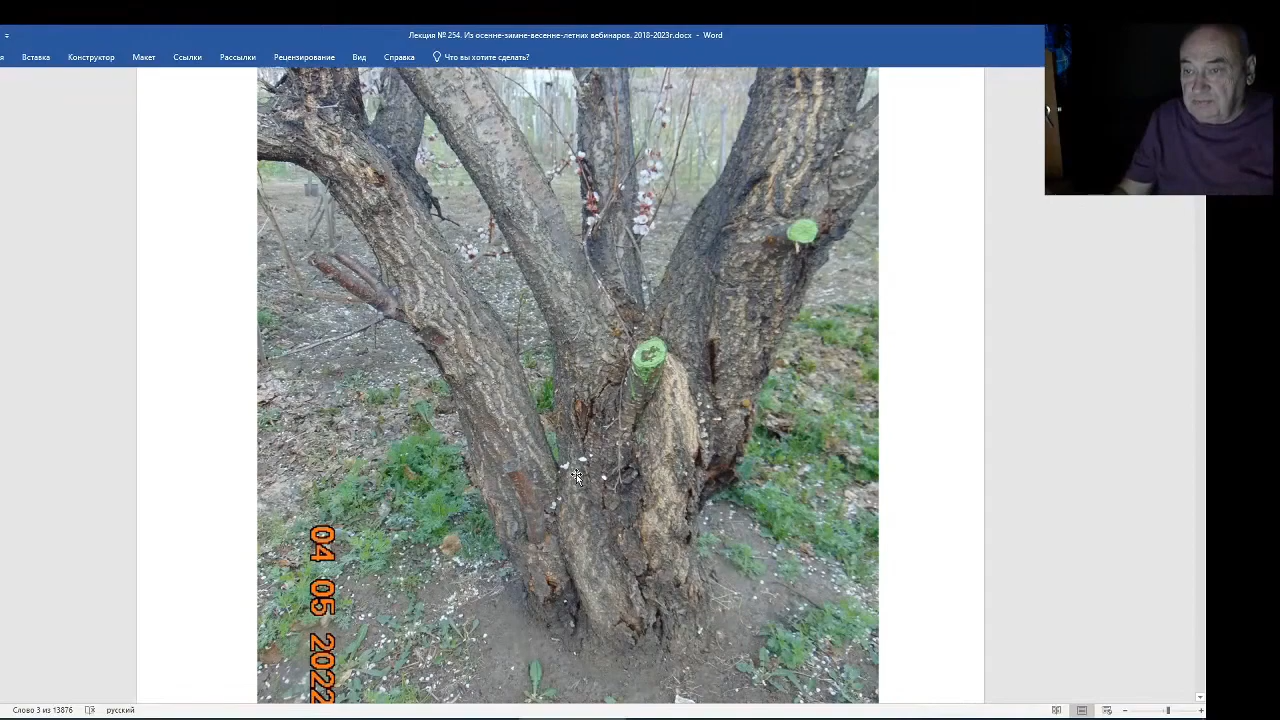 Лекция № 254. Из осенне-зимне-весенне-летних вебинаров. 2018-2023г.docx - Word
Вставка Конструктор Макет Ссылки Рассылки Рецензирование Вид Справка Что вы хотите сделать?
04 05 2022
Слово 3 из 13876 русский